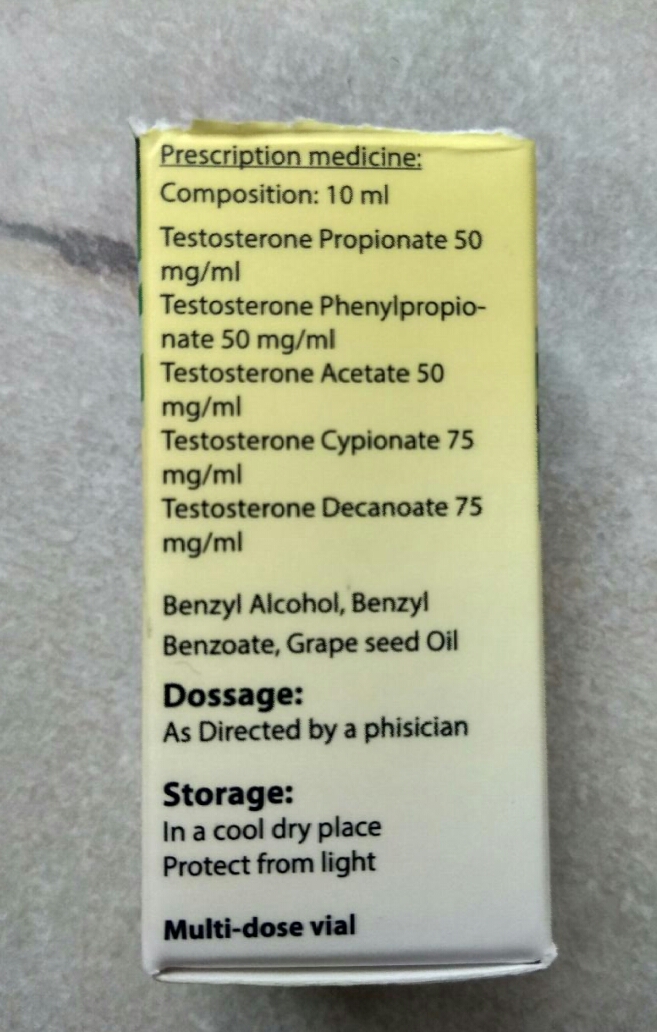 Prescription medicine:
Composition: 10 ml
Testosterone Propionate 50
mg/ml
Testosterone Phenylpropio-
nate 50 mg/ml
Testosterone Acetate 50
mg/ml
Testosterone Cypionate 75
mg/ml
Testosterone Decanoate 75
mg/ml
Benzyl Alcohol, Benzyl
Benzoate, Grape seed Oil
Dossage:
As Directed by a phisician
Storage:
In a cool dry place
Protect from light
Multi-dose vial